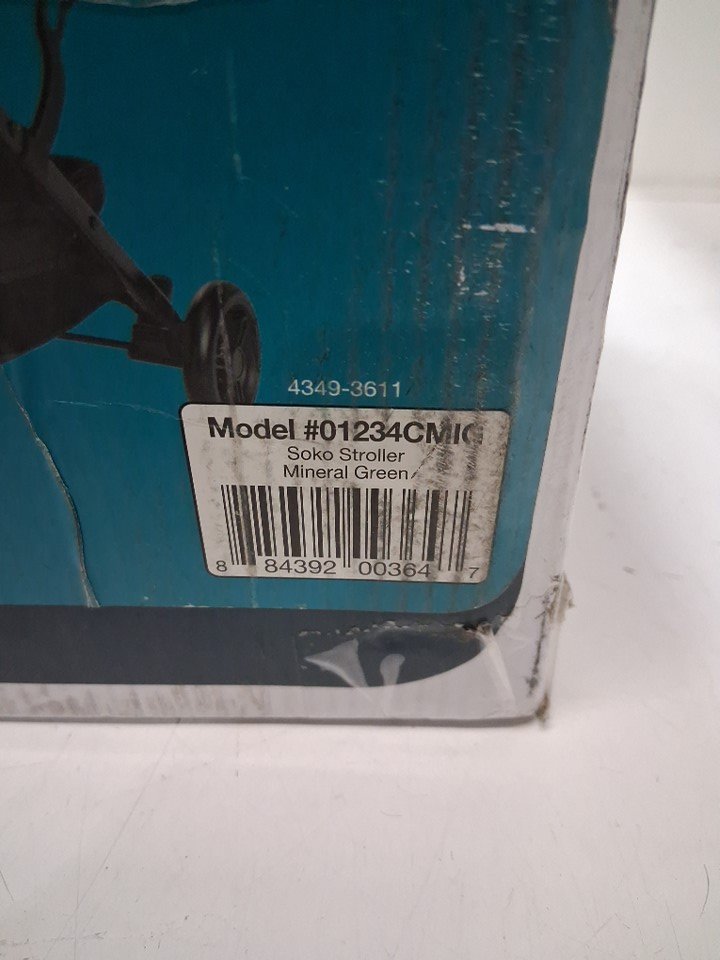 4349-3611
Model #01234CMIG
Soko Stroller
Mineral Green
8 84392 00364 7